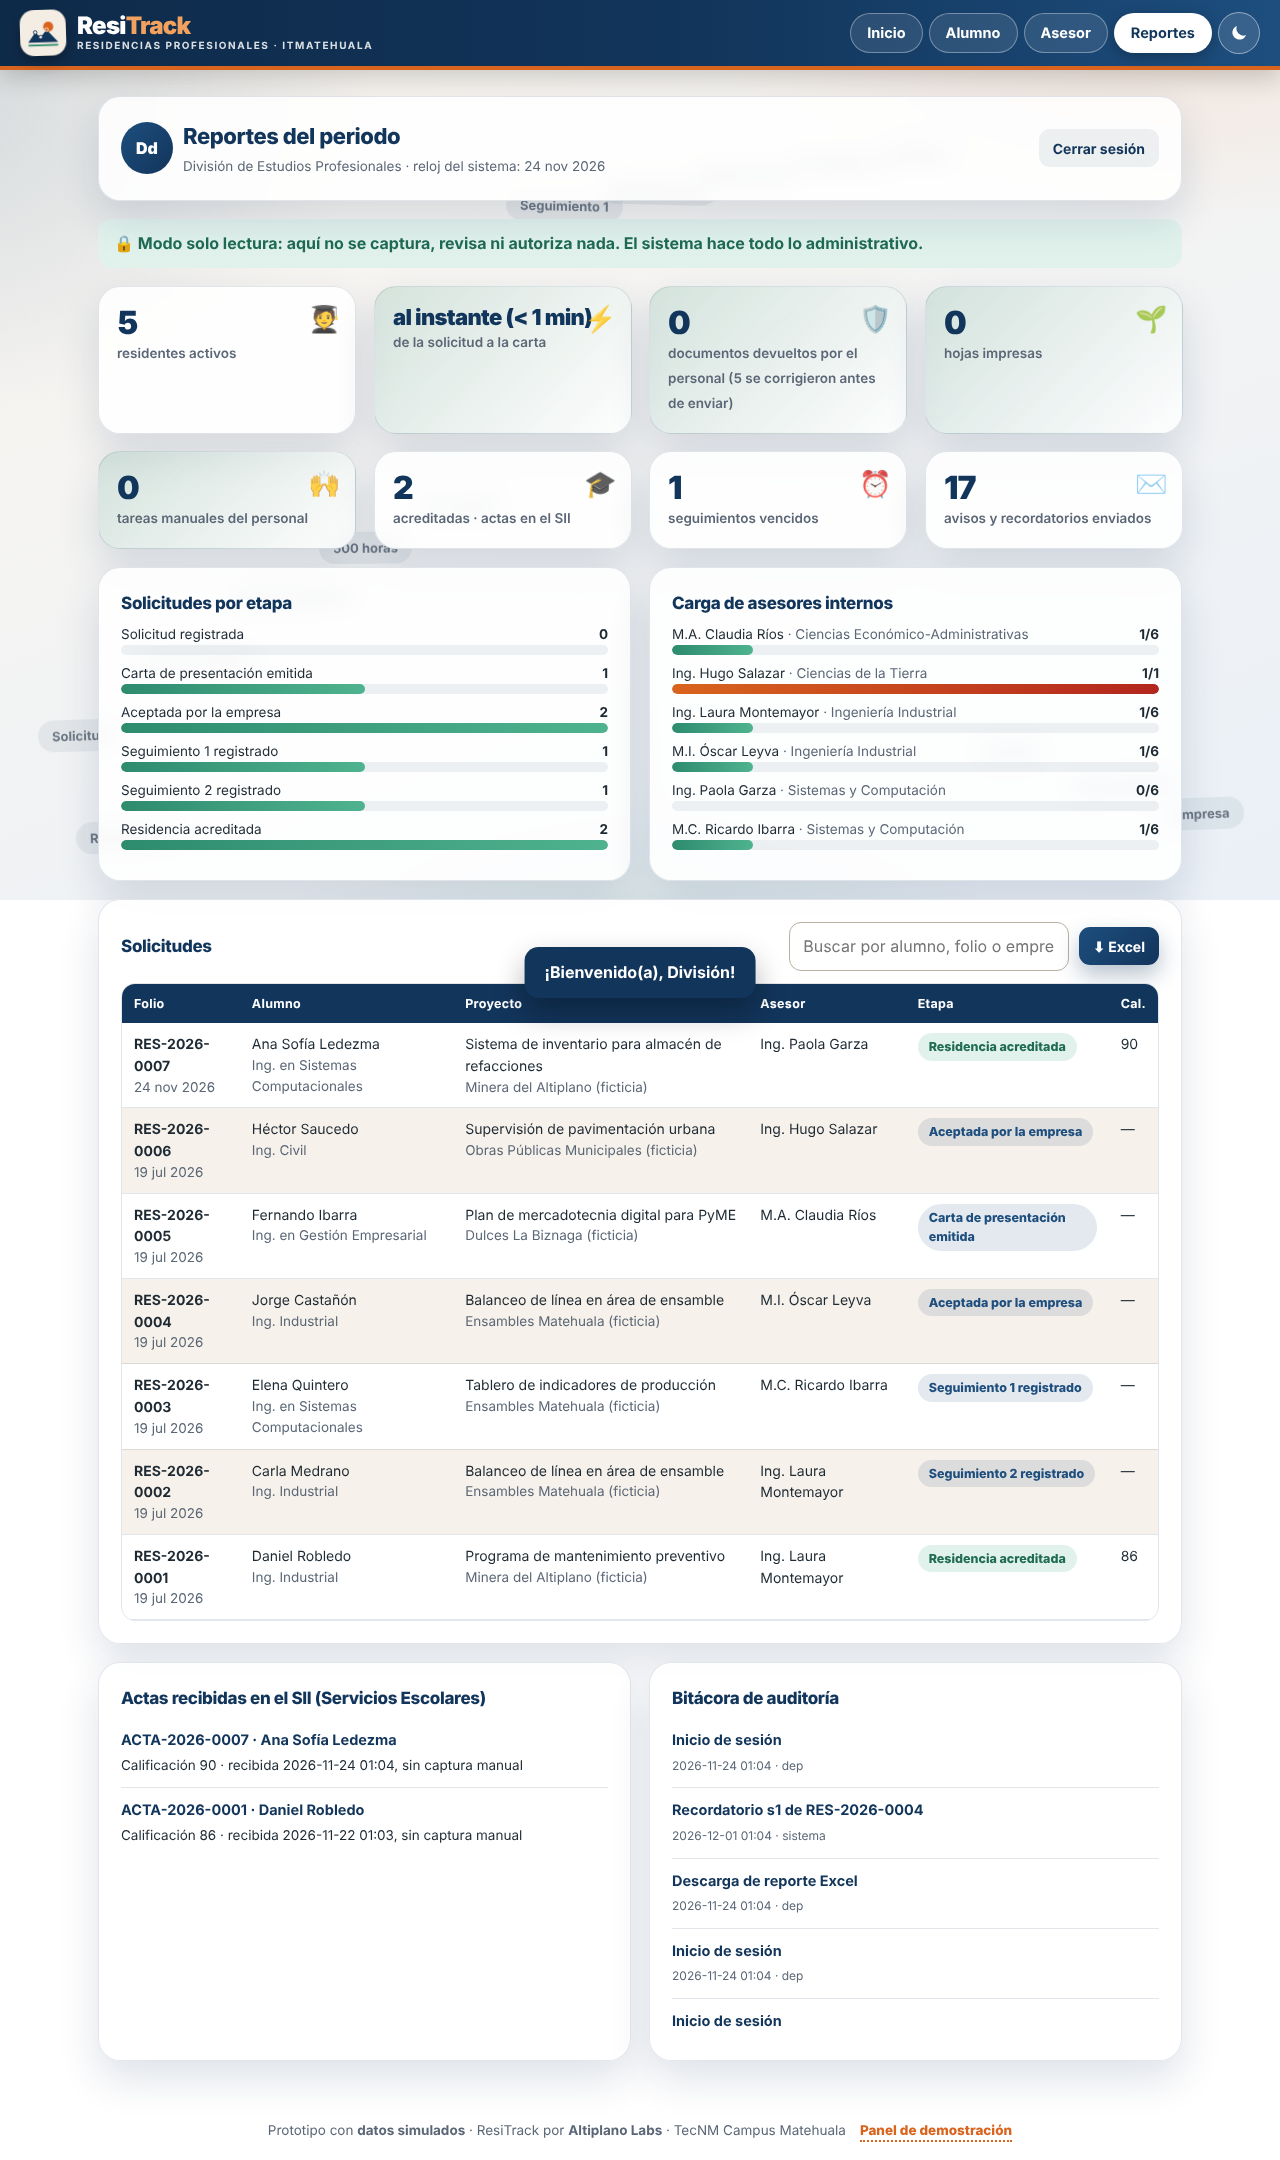 ResiTrack
RESIDENCIAS PROFESIONALES · ITMATEHUALA
Inicio
Alumno
Asesor
Reportes
Dd
Reportes del periodo
División de Estudios Profesionales · reloj del sistema: 24 nov 2026
Cerrar sesión
Seguimiento 1
🔒 Modo solo lectura: aquí no se captura, revisa ni autoriza nada. El sistema hace todo lo administrativo.
5
residentes activos
al instante (< 1 min)
de la solicitud a la carta
0
documentos devueltos por el
personal (5 se corrigieron antes
de enviar)
0
hojas impresas
0
tareas manuales del personal
2
acreditadas · actas en el SII
1
seguimientos vencidos
17
avisos y recordatorios enviados
500 horas
Solicitudes por etapa
Solicitud registrada 0
Carta de presentación emitida 1
Aceptada por la empresa 2
Seguimiento 1 registrado 1
Seguimiento 2 registrado 1
Residencia acreditada 2
Carga de asesores internos
M.A. Claudia Ríos · Ciencias Económico-Administrativas 1/6
Ing. Hugo Salazar · Ciencias de la Tierra 1/1
Ing. Laura Montemayor · Ingeniería Industrial 1/6
M.I. Óscar Leyva · Ingeniería Industrial 1/6
Ing. Paola Garza · Sistemas y Computación 0/6
M.C. Ricardo Ibarra · Sistemas y Computación 1/6
Solicitu
R
mpresa
Solicitudes
Buscar por alumno, folio o empre
⬇ Excel
¡Bienvenido(a), División!
Folio Alumno Proyecto Asesor Etapa Cal.
RES-2026-
0007
24 nov 2026
Ana Sofía Ledezma
Ing. en Sistemas
Computacionales
Sistema de inventario para almacén de
refacciones
Minera del Altiplano (ficticia)
Ing. Paola Garza
Residencia acreditada
90
RES-2026-
0006
19 jul 2026
Héctor Saucedo
Ing. Civil
Supervisión de pavimentación urbana
Obras Públicas Municipales (ficticia)
Ing. Hugo Salazar
Aceptada por la empresa
—
RES-2026-
0005
19 jul 2026
Fernando Ibarra
Ing. en Gestión Empresarial
Plan de mercadotecnia digital para PyME
Dulces La Biznaga (ficticia)
M.A. Claudia Ríos
Carta de presentación
emitida
—
RES-2026-
0004
19 jul 2026
Jorge Castañón
Ing. Industrial
Balanceo de línea en área de ensamble
Ensambles Matehuala (ficticia)
M.I. Óscar Leyva
Aceptada por la empresa
—
RES-2026-
0003
19 jul 2026
Elena Quintero
Ing. en Sistemas
Computacionales
Tablero de indicadores de producción
Ensambles Matehuala (ficticia)
M.C. Ricardo Ibarra
Seguimiento 1 registrado
—
RES-2026-
0002
19 jul 2026
Carla Medrano
Ing. Industrial
Balanceo de línea en área de ensamble
Ensambles Matehuala (ficticia)
Ing. Laura
Montemayor
Seguimiento 2 registrado
—
RES-2026-
0001
19 jul 2026
Daniel Robledo
Ing. Industrial
Programa de mantenimiento preventivo
Minera del Altiplano (ficticia)
Ing. Laura
Montemayor
Residencia acreditada
86
Actas recibidas en el SII (Servicios Escolares)
ACTA-2026-0007 · Ana Sofía Ledezma
Calificación 90 · recibida 2026-11-24 01:04, sin captura manual
ACTA-2026-0001 · Daniel Robledo
Calificación 86 · recibida 2026-11-22 01:03, sin captura manual
Bitácora de auditoría
Inicio de sesión
2026-11-24 01:04 · dep
Recordatorio s1 de RES-2026-0004
2026-12-01 01:04 · sistema
Descarga de reporte Excel
2026-11-24 01:04 · dep
Inicio de sesión
2026-11-24 01:04 · dep
Inicio de sesión
Prototipo con datos simulados · ResiTrack por Altiplano Labs · TecNM Campus Matehuala Panel de demostración